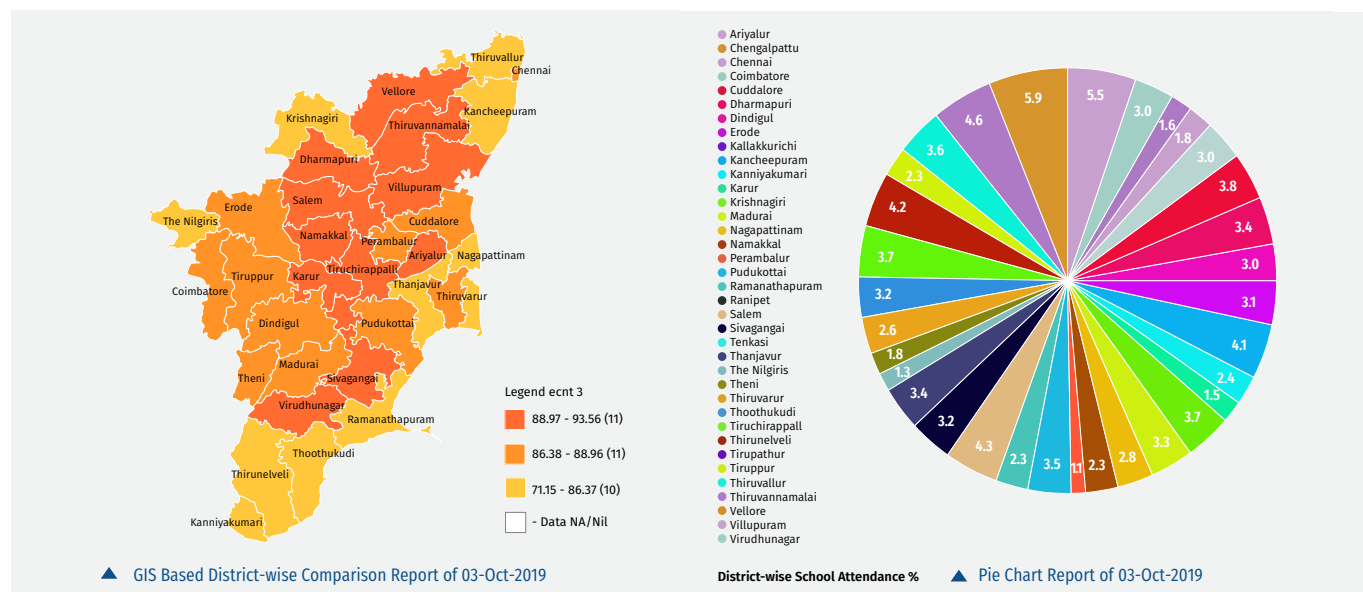 Thiruvallur
Chennai
Vellore
Kancheepuram
Krishnagiri
Thiruvannamalai
Dharmapuri
Villupuram
Salem
Erode
The Nilgiris
Cuddalore
Namakkal
Perambalur
Ariyalur
Nagapattinam
Tiruppur
Karur
Tiruchirappalli
Thanjavur
Coimbatore
Thiruvarur
Dindigul
Pudukottai
Madurai
Theni
Sivagangai
Virudhunagar
Ramanathapuram
Thoothukudi
Thirunelveli
Kanniyakumari
Legend ecnt 3
88.97 - 93.56 (11)
86.38 - 88.96 (11)
71.15 - 86.37 (10)
- Data NA/Nil
GIS Based District-wise Comparison Report of 03-Oct-2019
Ariyalur
Chengalpattu
Chennai
Coimbatore
Cuddalore
Dharmapuri
Dindigul
Erode
Kallakkurichi
Kancheepuram
Kanniyakumari
Karur
Krishnagiri
Madurai
Nagapattinam
Namakkal
Perambalur
Pudukottai
Ramanathapuram
Ranipet
Salem
Sivagangai
Tenkasi
Thanjavur
The Nilgiris
Theni
Thiruvarur
Thoothukudi
Tiruchirappall
Thirunelveli
Tirupathur
Tiruppur
Thiruvallur
Thiruvannamalai
Vellore
Villupuram
Virudhunagar
5.5
3.0
1.6
1.8
3.0
3.8
3.4
3.0
3.1
4.1
2.4
1.5
3.7
3.3
2.8
2.3
1.1
3.5
2.3
4.3
3.2
3.4
1.3
1.8
2.6
3.2
3.7
4.2
2.3
3.6
4.6
5.9
District-wise School Attendance %
Pie Chart Report of 03-Oct-2019